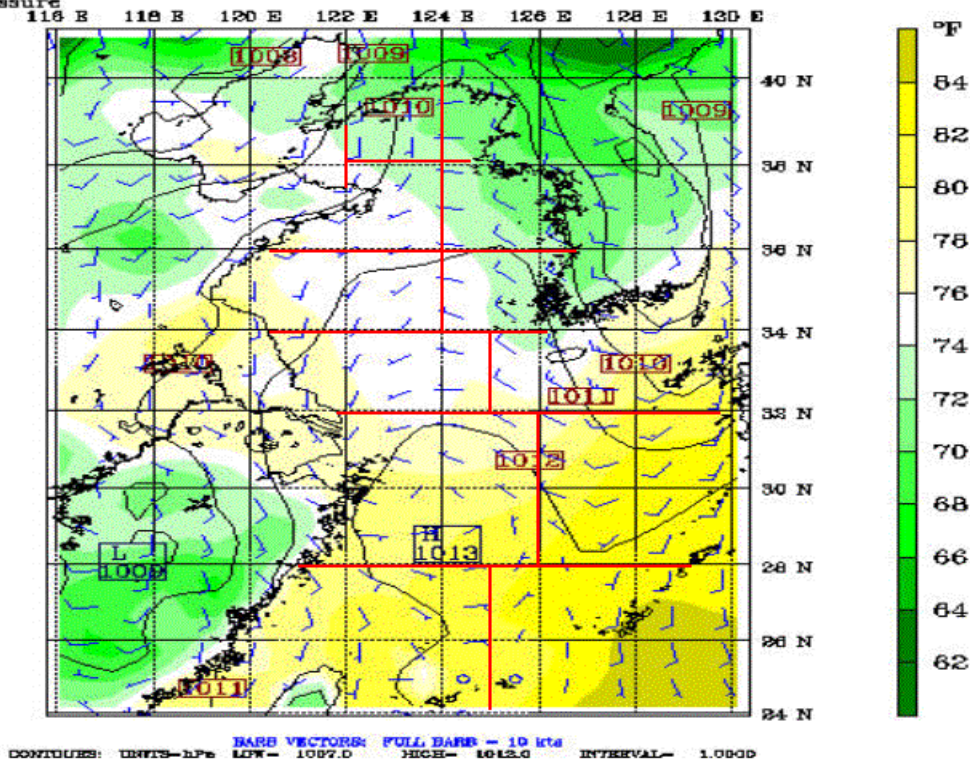 116 E 118 E 120 E 122 E 124 E 126 E 128 E 130 E
°F
1008
1009
40 N
84
1010
1009
82
38 N
80
78
36 N
76
34 N
74
1010
1010
1011
72
32 N
1012
70
30 N
68
H
1013
L
1009
66
28 N
64
26 N
62
1011
24 N
BARB VECTORS: FULL BARB = 10 kts
CONTOURS: UNITS=hPa LOW= 1007.0 HIGH= 1012.0 INTERVAL= 1.0000